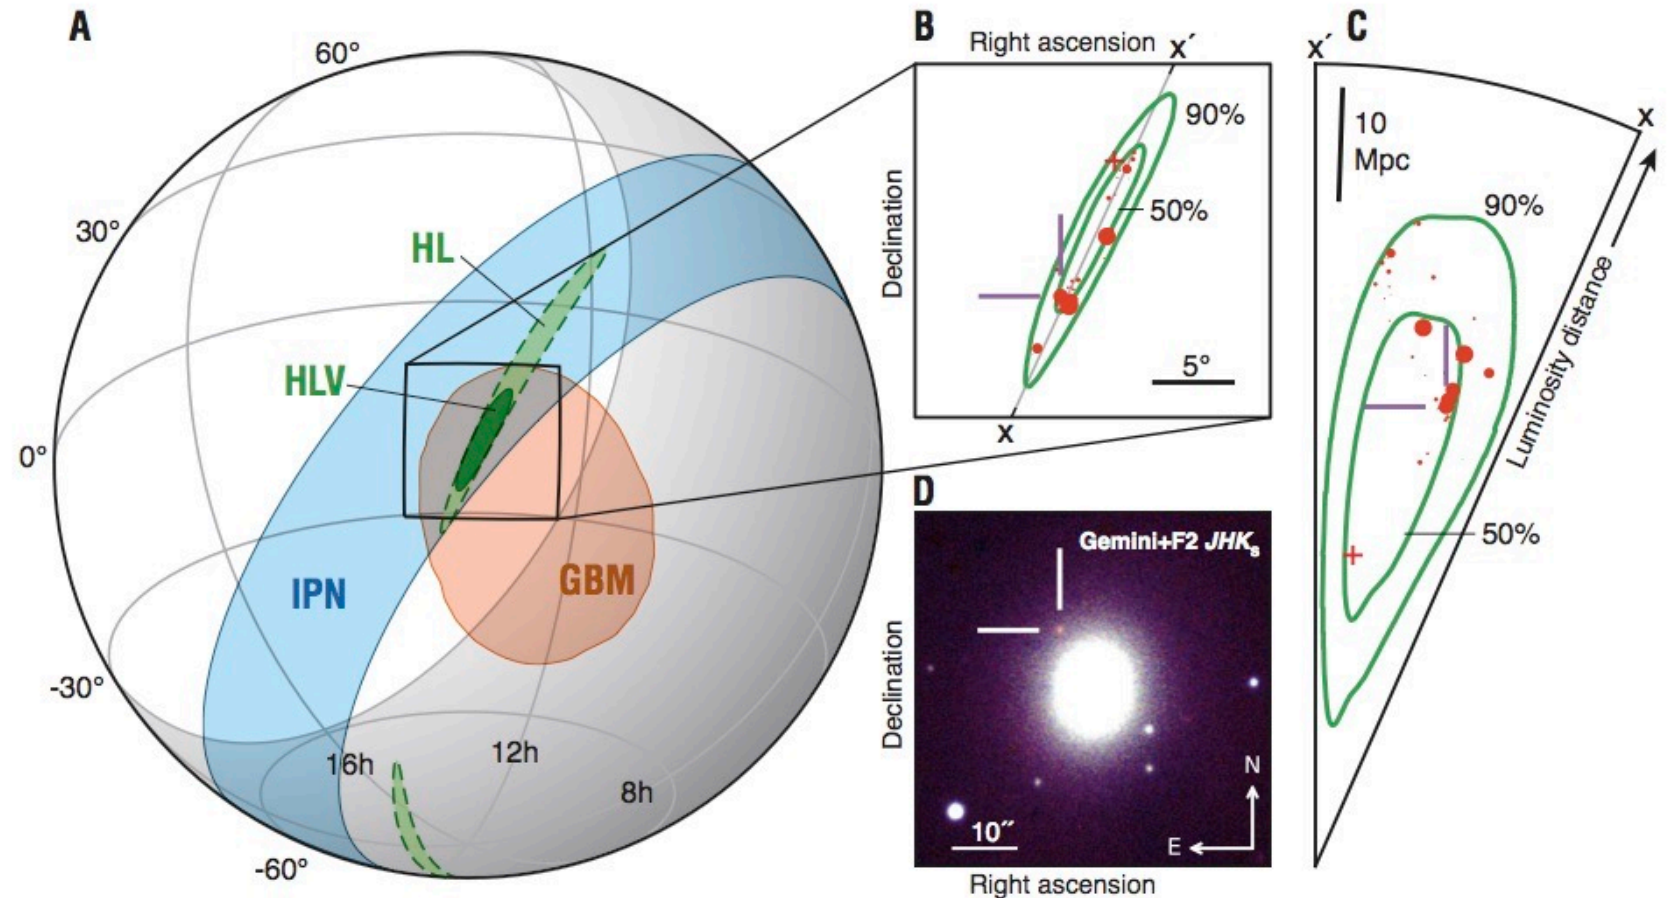 A
60°
30°
0°
-30°
-60°
HL
HLV
IPN
GBM
16h
12h
8h
B
Right ascension
X´
90%
50%
5°
Declination
X
X´
C
X
10
Mpc
90%
Luminosity distance
50%
D
Gemini+F2 JHKs
Declination
10″
N
E
Right ascension